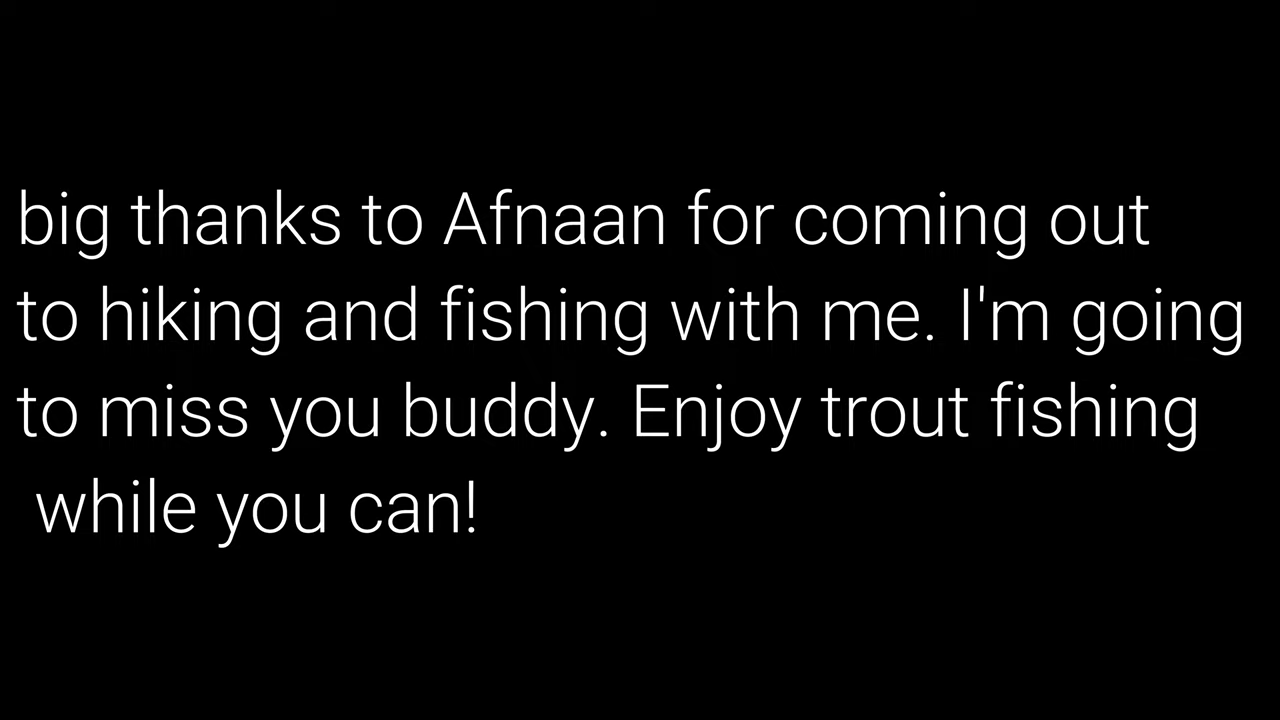 big thanks to Afnaan for coming out
to hiking and fishing with me. I'm going
to miss you buddy. Enjoy trout fishing
while you can!